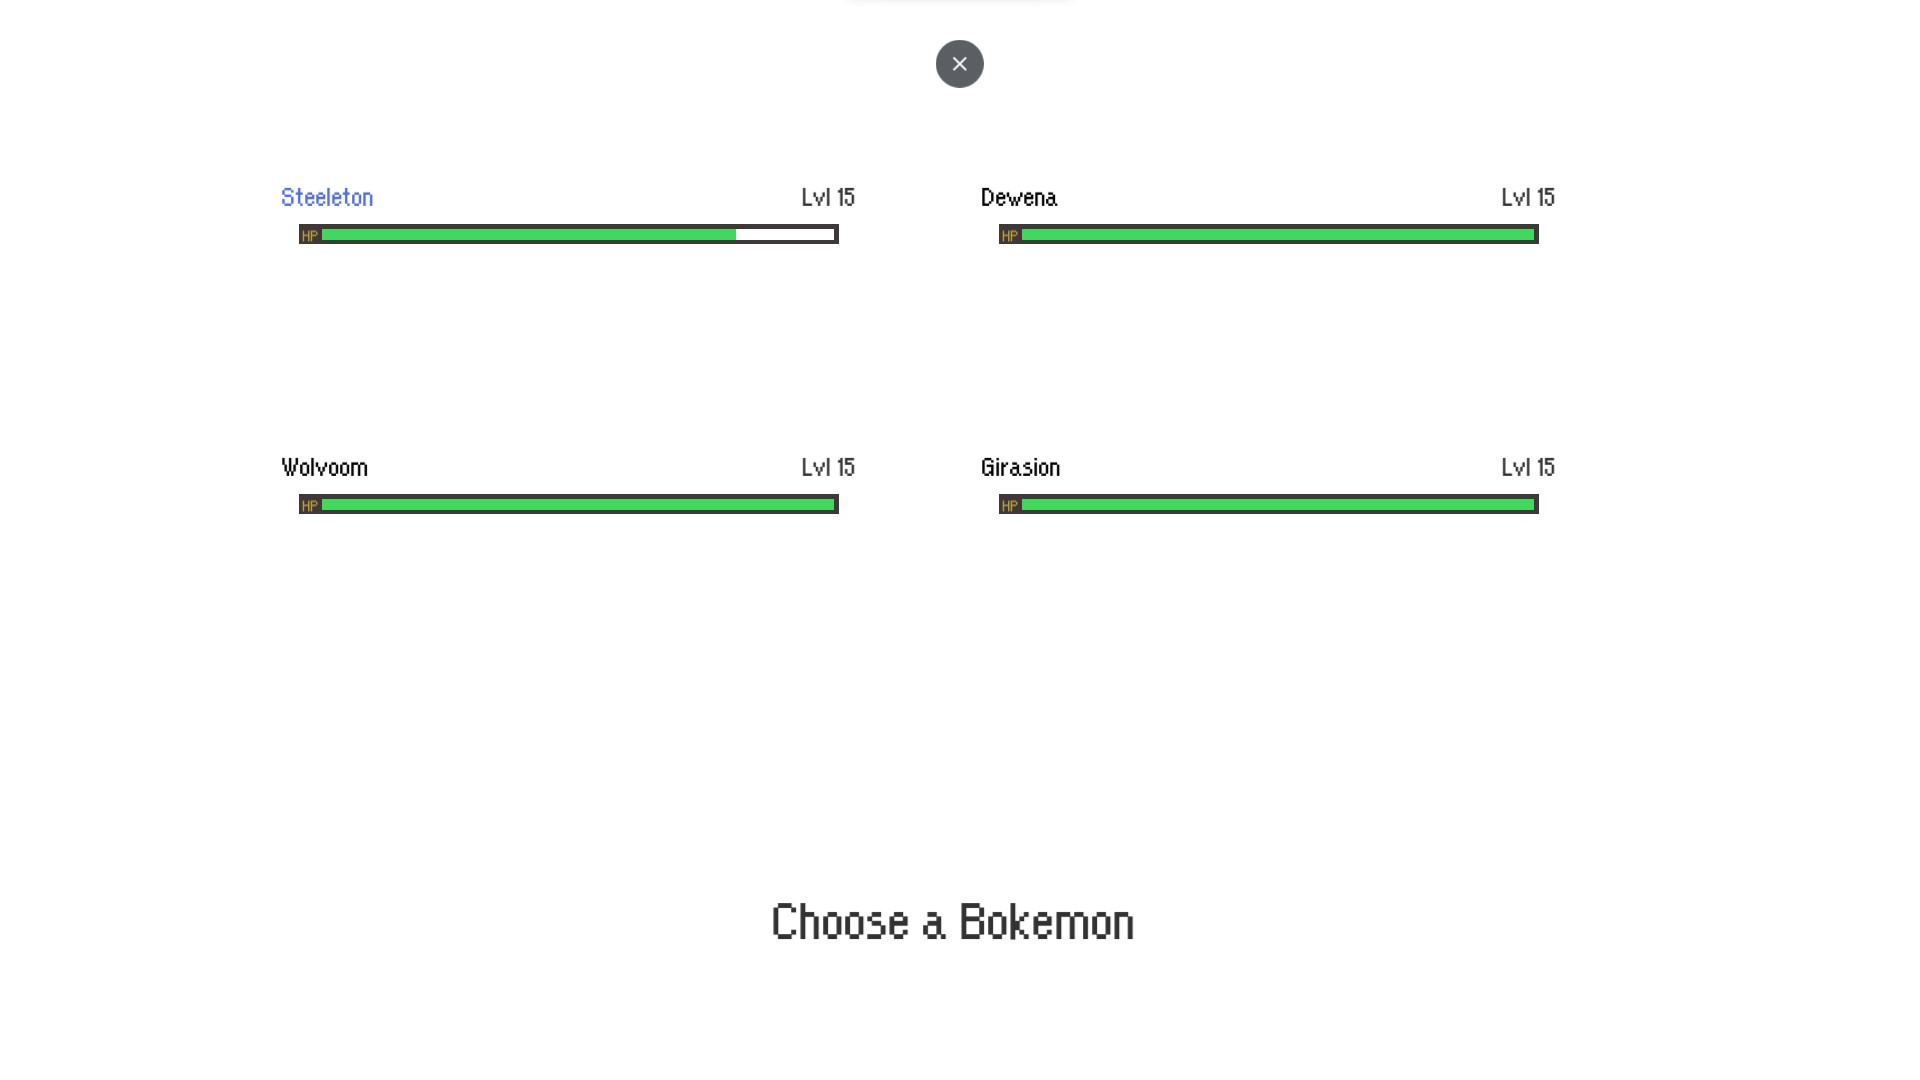 Steeleton Lvl 15
HP
Dewena Lvl 15
HP
Wolvoom Lvl 15
HP
Girasion Lvl 15
HP
Choose a Bokemon